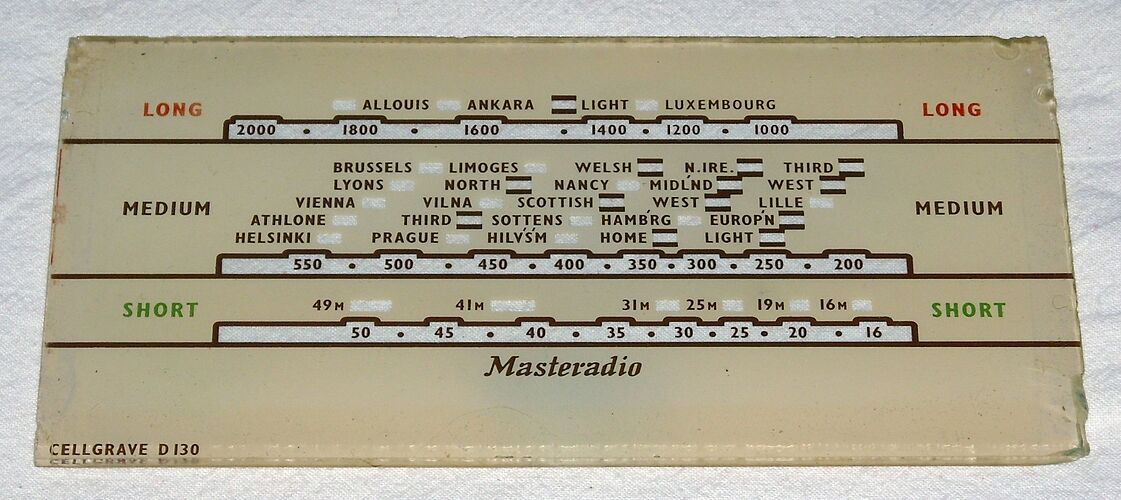 LONG ALLOUIS ANKARA LIGHT LUXEMBOURG LONG
2000 • 1800 • 1600 • 1400 • 1200 • 1000
BRUSSELS LIMOGES WELSH N.IRE. THIRD
LYONS NORTH NANCY MIDL'ND WEST
MEDIUM VIENNA VILNA SCOTTISH WEST LILLE MEDIUM
ATHLONE THIRD SOTTENS HAMB'RG EUROP'N
HELSINKI PRAGUE HILV'S'M HOME LIGHT
550 • 500 • 450 • 400 • 350 • 300 • 250 • 200
SHORT 49M 41M 31M 25M 19M 16M SHORT
50 • 45 • 40 • 35 • 30 • 25 • 20 • 16
Masteradio
CELLGRAVE D130